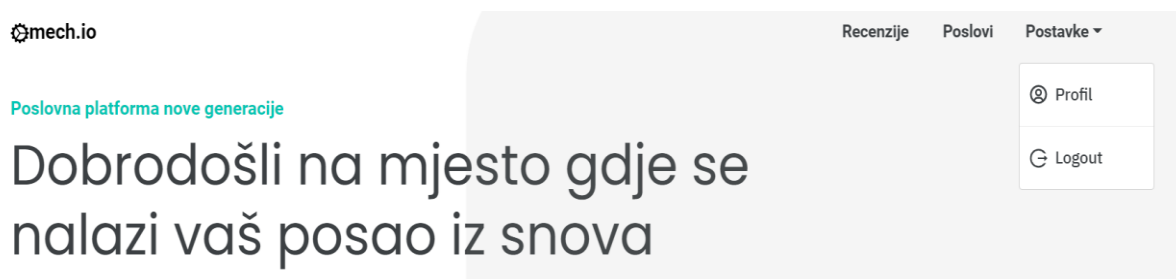 mech.io
Recenzije Poslovi Postavke
Profil
Logout
Poslovna platforma nove generacije
Dobrodošli na mjesto gdje se
nalazi vaš posao iz snova